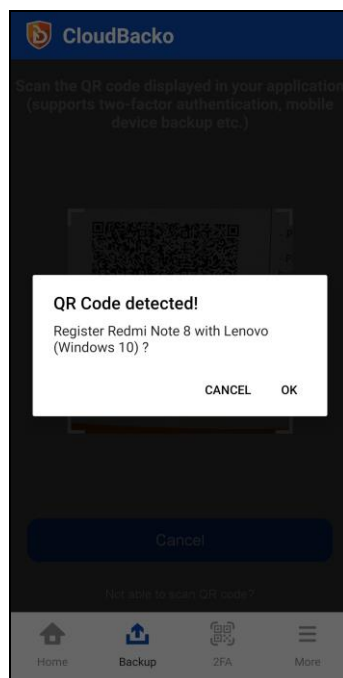 CloudBacko
Scan the QR code displayed in your application
(supports two-factor authentication, mobile
device backup etc.)
QR Code detected!
Register Redmi Note 8 with Lenovo
(Windows 10) ?
CANCEL OK
Cancel
Not able to scan QR code?
Home Backup 2FA More